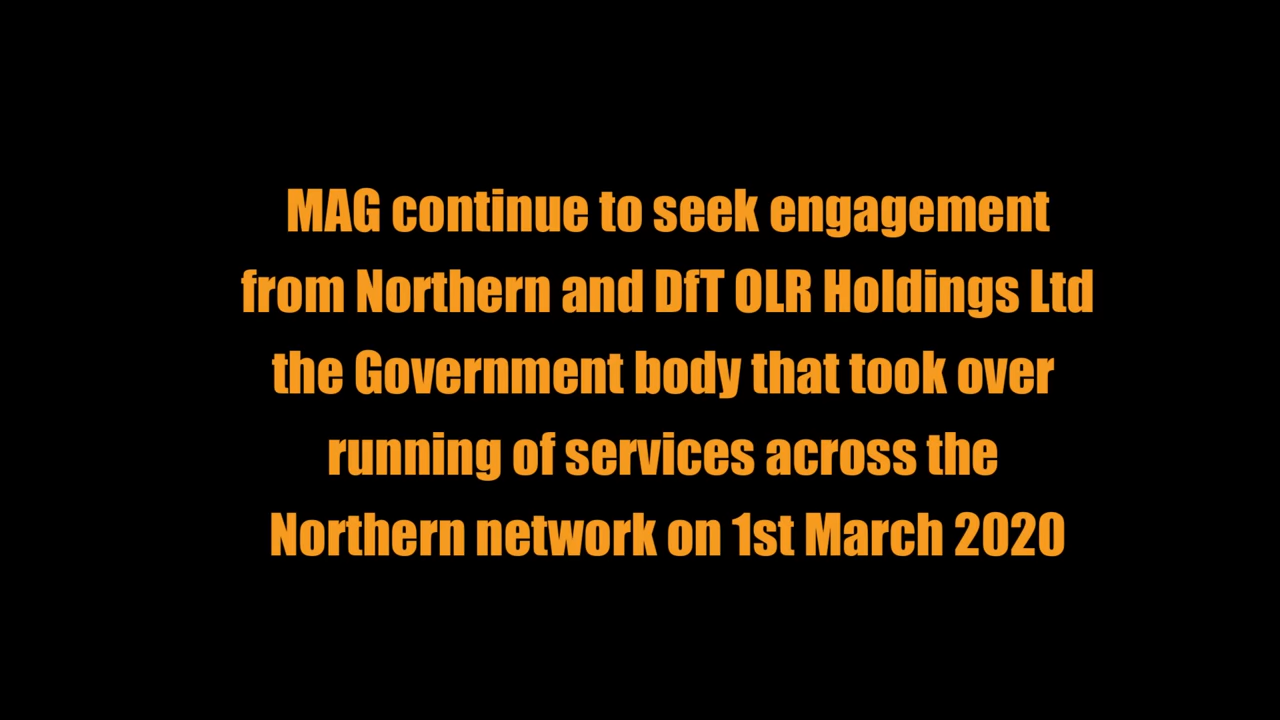 MAG continue to seek engagement
from Northern and DfT OLR Holdings Ltd
the Government body that took over
running of services across the
Northern network on 1st March 2020